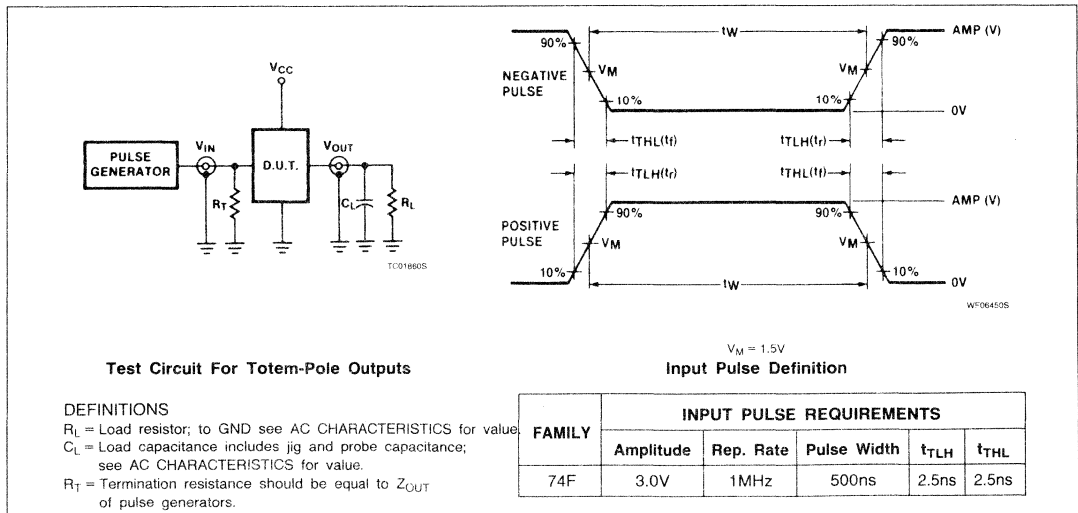 VCC
PULSE GENERATOR
VIN
D.U.T.
VOUT
RT
CL
RL
TC01860S
tW
AMP (V)
90%
90%
NEGATIVE PULSE
VM
VM
10%
10%
0V
tTHL(tf)
tTLH(tr)
tTLH(tr)
tTHL(tf)
AMP (V)
90%
90%
POSITIVE PULSE
VM
VM
10%
10%
tW
0V
WF06450S
VM = 1.5V
Test Circuit For Totem-Pole Outputs
Input Pulse Definition
DEFINITIONS
RL = Load resistor; to GND see AC CHARACTERISTICS for value.
CL = Load capacitance includes jig and probe capacitance;
see AC CHARACTERISTICS for value.
RT = Termination resistance should be equal to ZOUT
of pulse generators.
FAMILY
INPUT PULSE REQUIREMENTS
Amplitude Rep. Rate Pulse Width tTLH tTHL
74F 3.0V 1MHz 500ns 2.5ns 2.5ns